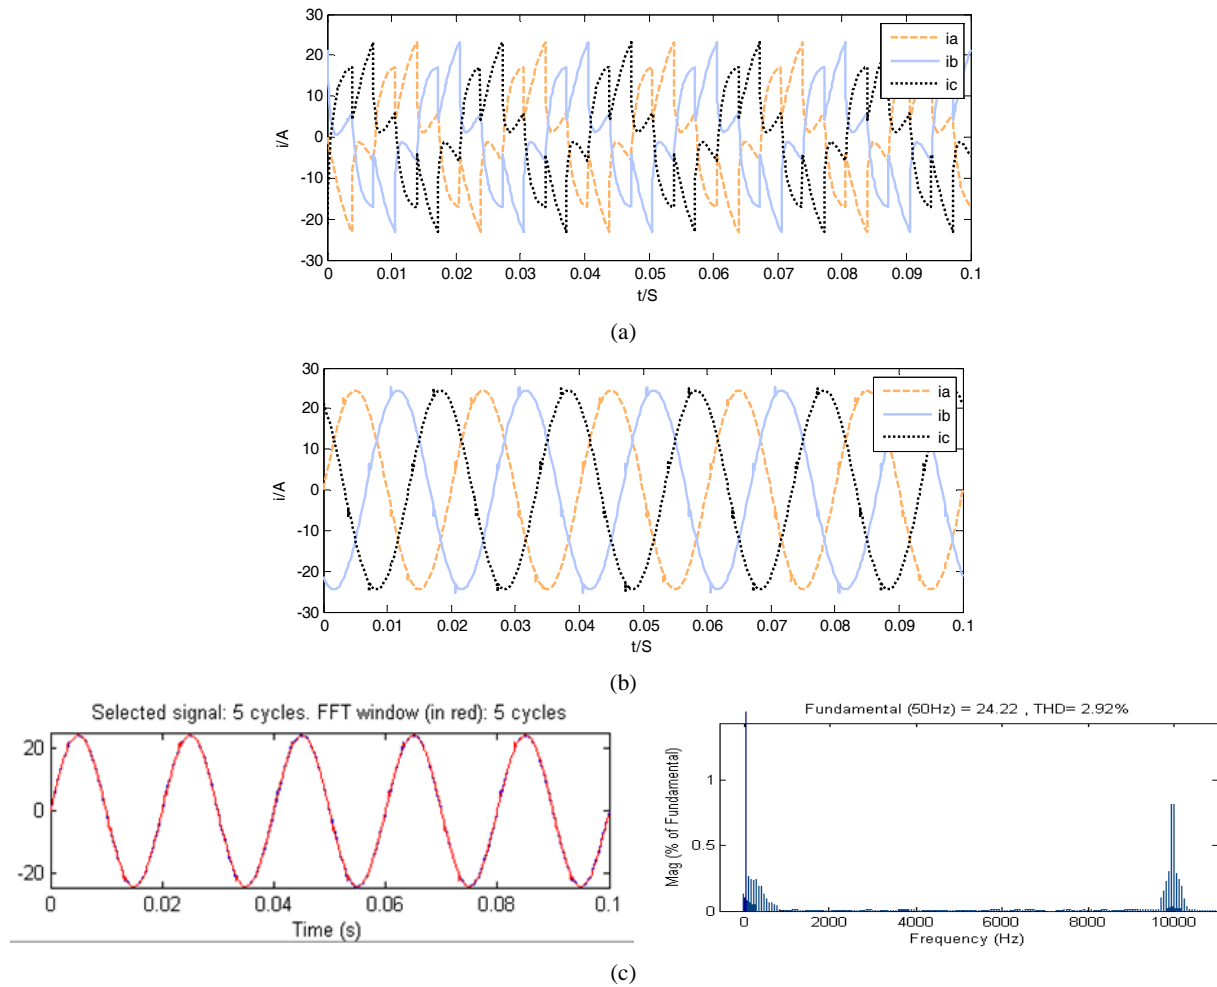 30
20
10
0
-10
-20
-30
i/A
ia
ib
ic
0 0.01 0.02 0.03 0.04 0.05 0.06 0.07 0.08 0.09 0.1
t/S
(a)
30
20
10
0
-10
-20
-30
i/A
ia
ib
ic
0 0.01 0.02 0.03 0.04 0.05 0.06 0.07 0.08 0.09 0.1
t/S
(b)
Selected signal: 5 cycles. FFT window (in red): 5 cycles
20
0
-20
0 0.02 0.04 0.06 0.08 0.1
Time (s)
Fundamental (50Hz) = 24.22 , THD= 2.92%
Mag (% of Fundamental)
1
0.5
0
0 2000 4000 6000 8000 10000
Frequency (Hz)
(c)